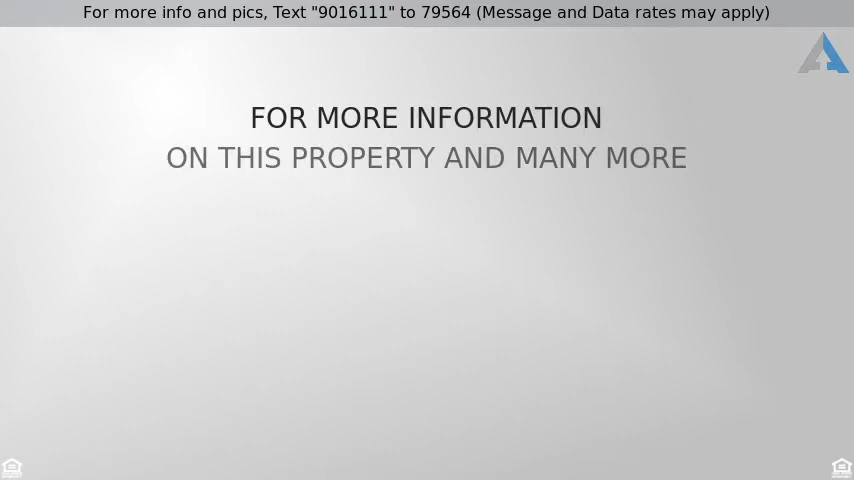 For more info and pics, Text "9016111" to 79564 (Message and Data rates may apply)
FOR MORE INFORMATION
ON THIS PROPERTY AND MANY MORE